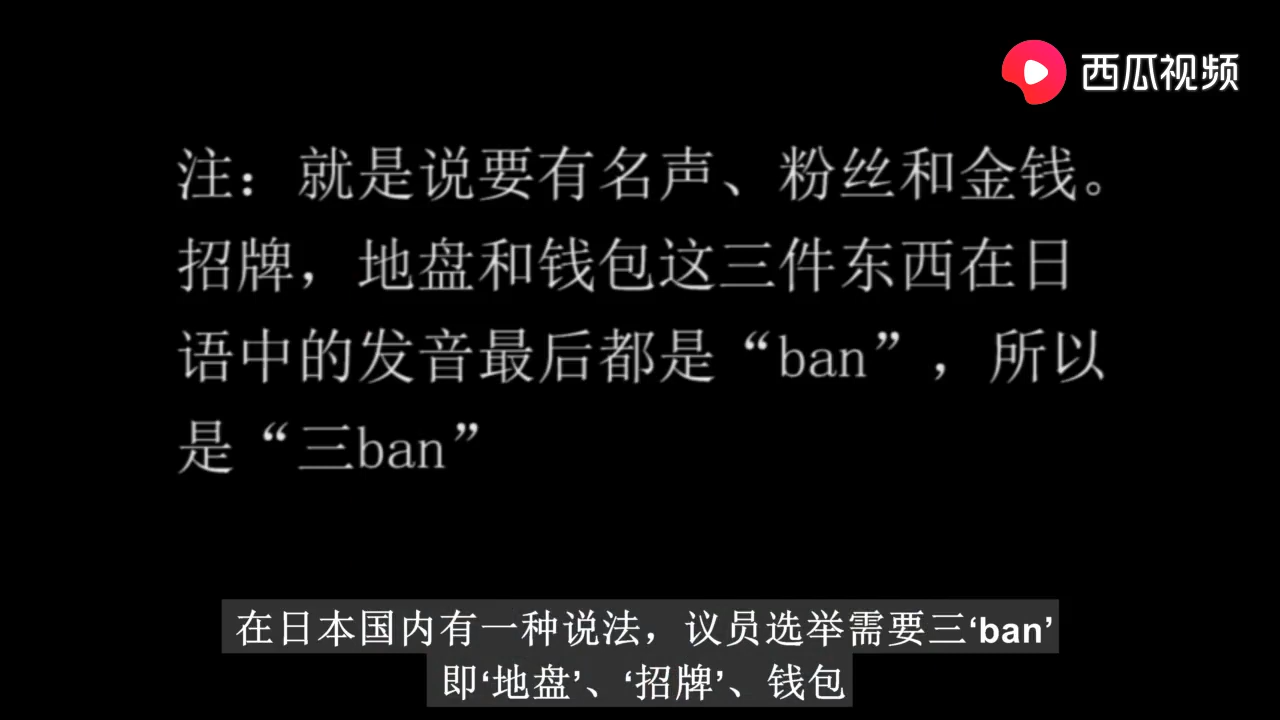 西瓜视频
注：就是说要有名声、粉丝和金钱。
招牌，地盘和钱包这三件东西在日
语中的发音最后都是“ban”，所以
是“三ban”
在日本国内有一种说法，议员选举需要三‘ban’
即‘地盘’、‘招牌’、钱包